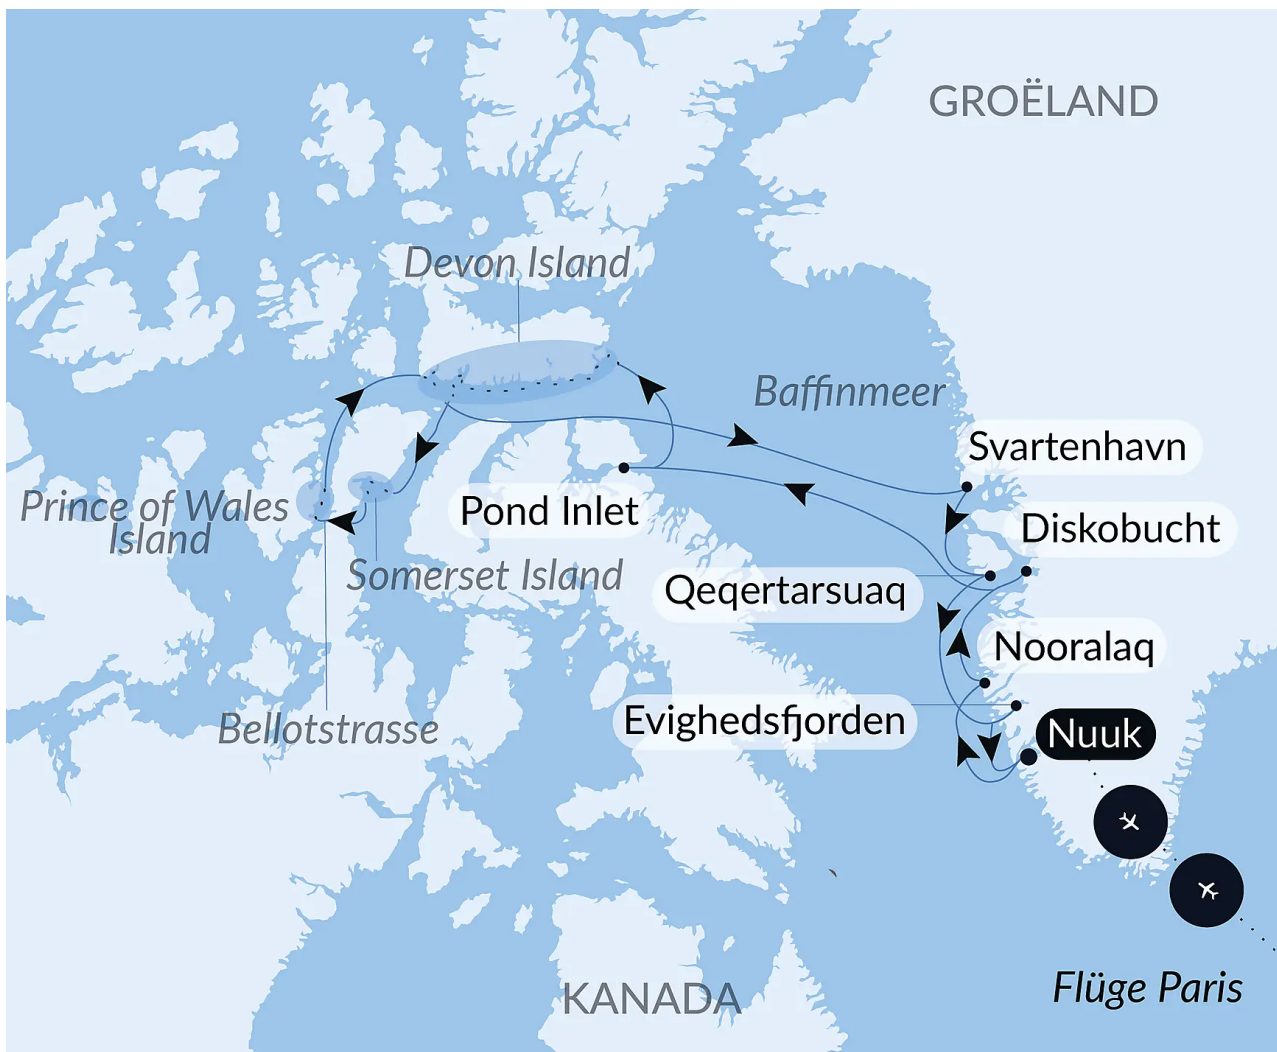 GROËLAND
Devon Island
Baffinmeer
Svartenhavn
Prince of Wales
Island
Pond Inlet
Diskobucht
Somerset Island
Qeqertarsuaq
Nooralaq
Bellotstrasse
Evighedsfjorden
Nuuk
Flüge Paris
KANADA